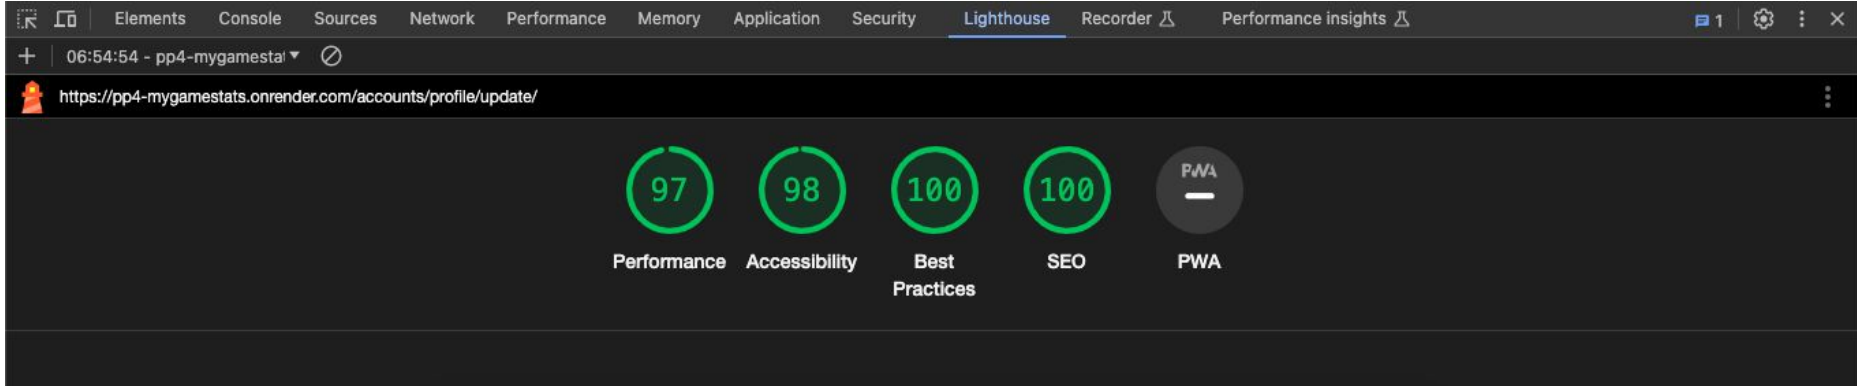 Elements Console Sources Network Performance Memory Application Security Lighthouse Recorder Performance insights 1
06:54:54 - pp4-mygamestat
https://pp4-mygamestats.onrender.com/accounts/profile/update/
97 98 100 100 PWA
Performance Accessibility Best SEO PWA
Practices